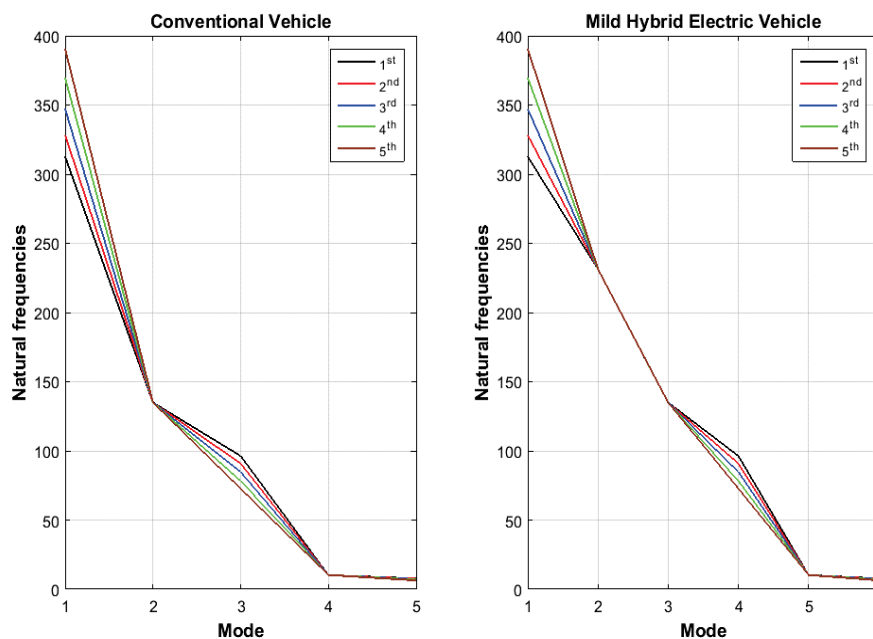 Conventional Vehicle
Natural frequencies
400
350
300
250
200
150
100
50
0
1st
2nd
3rd
4th
5th
1 2 3 4 5
Mode
Mild Hybrid Electric Vehicle
Natural frequencies
400
350
300
250
200
150
100
50
0
1st
2nd
3rd
4th
5th
1 2 3 4 5
Mode